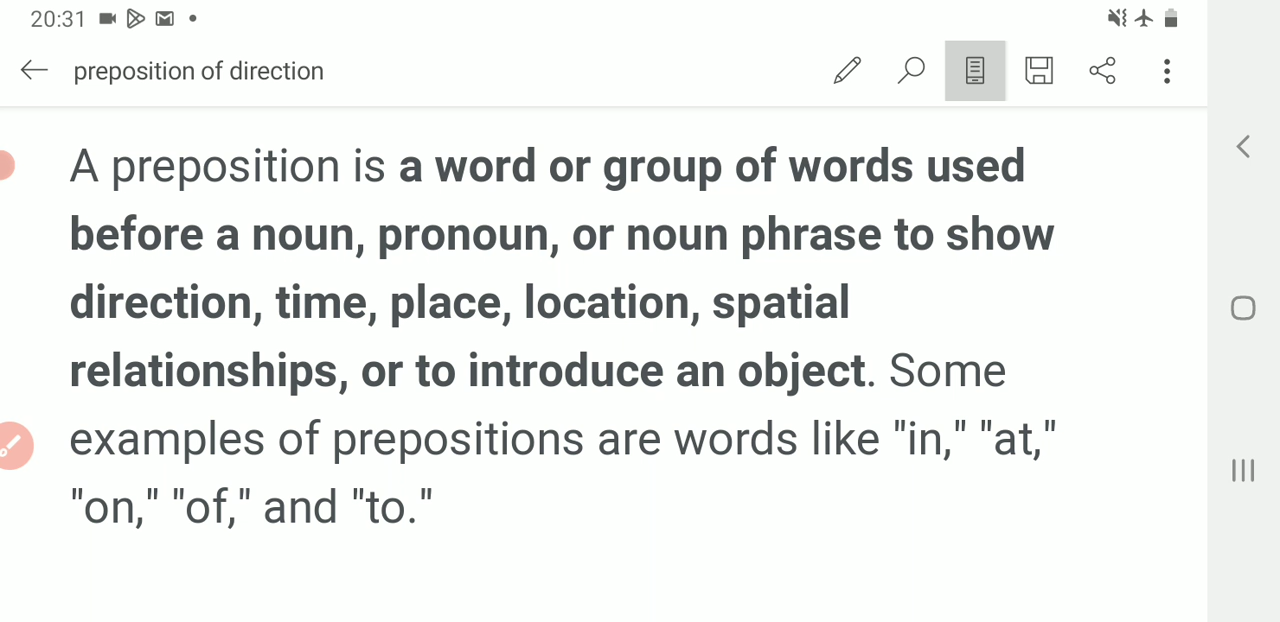 20:31
preposition of direction
A preposition is a word or group of words used
before a noun, pronoun, or noun phrase to show
direction, time, place, location, spatial
relationships, or to introduce an object. Some
examples of prepositions are words like "in," "at,"
"on," "of," and "to."